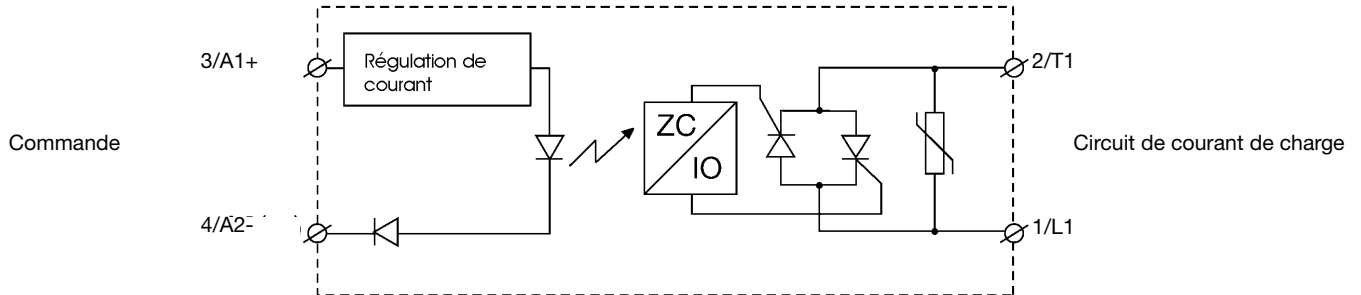 3/A1+
Régulation de
courant
2/T1
Commande
ZC
IO
Circuit de courant de charge
4/A2-
1/L1